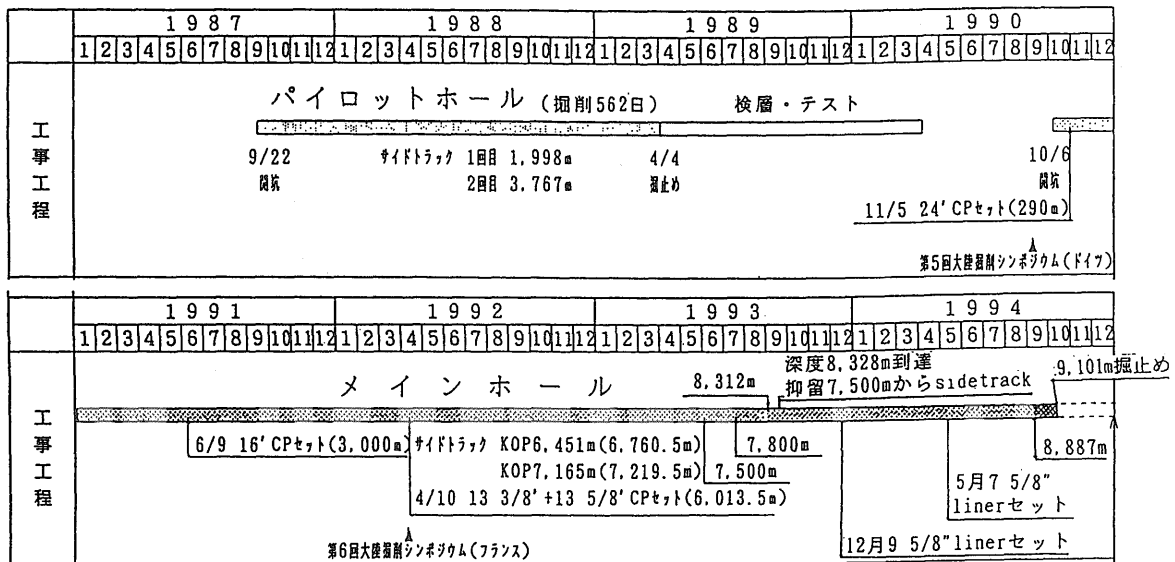 1987 1988 1989 1990
1 2 3 4 5 6 7 8 9 10 11 12 1 2 3 4 5 6 7 8 9 10 11 12 1 2 3 4 5 6 7 8 9 10 11 12 1 2 3 4 5 6 7 8 9 10 11 12
工事工程
パイロットホール (掘削562日) 検層・テスト
9/22 サイドトラック 1回目 1,998m 4/4 10/6
開坑 2回目 3.767m 掘止め 開坑
11/5 24'CPセット(290m)
第5回大陸掘削シンポジウム(ドイツ)
1991 1992 1993 1994
1 2 3 4 5 6 7 8 9 10 11 12 1 2 3 4 5 6 7 8 9 10 11 12 1 2 3 4 5 6 7 8 9 10 11 12 1 2 3 4 5 6 7 8 9 10 11 12
工事工程
メインホール 8,312m
深度8,328m到達
抑留7,500mからsidetrack
9,101m掘止め
6/9 16'CPセット(3,000m) サイドトラック KOP6,451m(6,760.5m) 7,800m 8,887m
KOP7,165m(7,219.5m) 7,500m
4/10 13 3/8'+13 5/8'CPセット(6,013.5m)
5月7 5/8"
linerセット
12月9 5/8"linerセット
第6回大陸掘削シンポジウム(フランス)